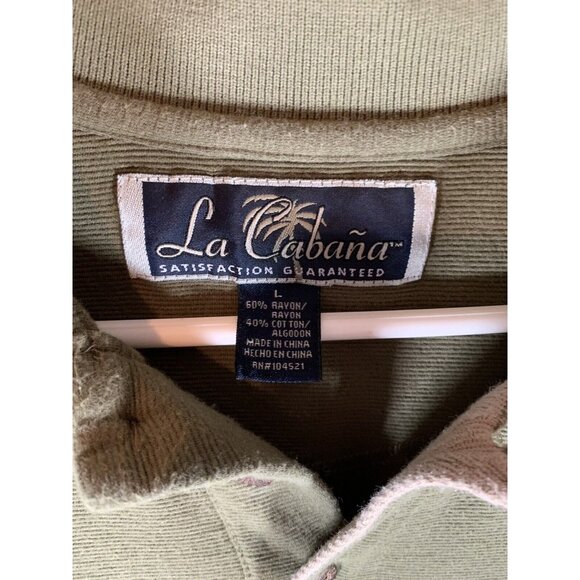 La Cabaña™
SATISFACTION GUARANTEED
L
60% RAYON/
RAYON
40% COTTON/
ALGODON
MADE IN CHINA
HECHO EN CHINA
RN#104521